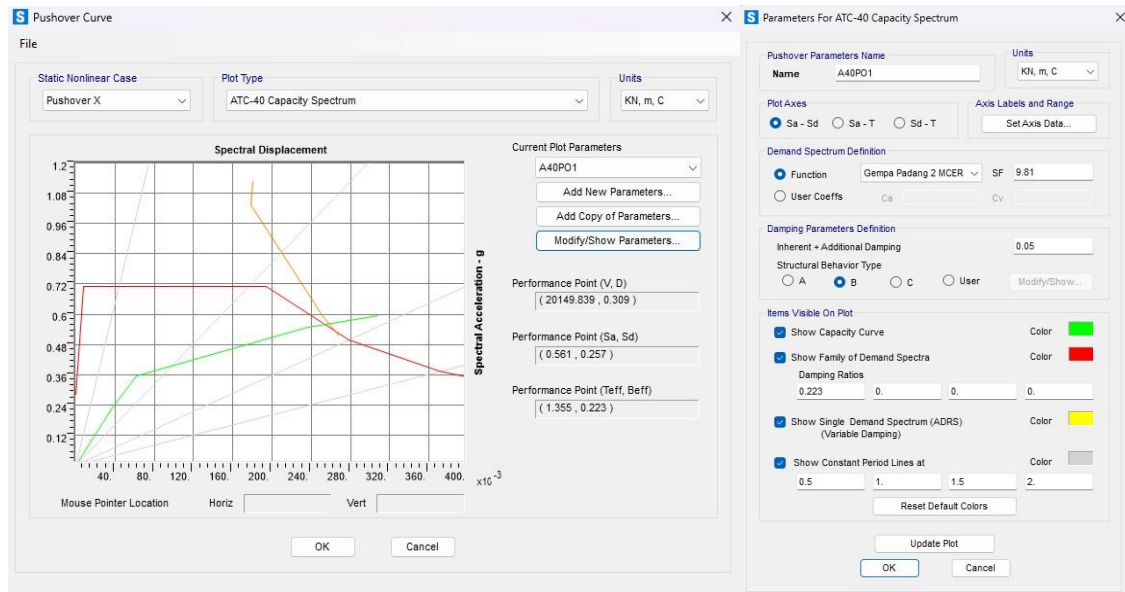 Pushover Curve
File
Static Nonlinear Case
Pushover X
Plot Type
ATC-40 Capacity Spectrum
Units
KN, m, C
Spectral Displacement
1.2
1.08
0.96
0.84
0.72
0.6
0.48
0.36
0.24
0.12
40. 80. 120. 160. 200. 240. 280. 320. 360. 400. x10 -3
Spectral Acceleration - g
Mouse Pointer Location Horiz Vert
Current Plot Parameters
A40PO1
Add New Parameters...
Add Copy of Parameters...
Modify/Show Parameters...
Performance Point (V, D)
( 20149.839 , 0.309 )
Performance Point (Sa, Sd)
( 0.561 , 0.257 )
Performance Point (Teff, Beff)
( 1.355 , 0.223 )
OK Cancel
Parameters For ATC-40 Capacity Spectrum
Pushover Parameters Name
Name A40PO1
Units
KN, m, C
Plot Axes
Sa - Sd Sa - T Sd - T
Axis Labels and Range
Set Axis Data...
Demand Spectrum Definition
Function Gempa Padang 2 MCER SF 9.81
User Coeffs Ca Cv
Damping Parameters Definition
Inherent + Additional Damping 0.05
Structural Behavior Type
A B C User Modify/Show...
Items Visible On Plot
Show Capacity Curve Color
Show Family of Demand Spectra Color
Damping Ratios
0.223 0. 0. 0.
Show Single Demand Spectrum (ADRS) Color
(Variable Damping)
Show Constant Period Lines at Color
0.5 1. 1.5 2.
Reset Default Colors
Update Plot
OK Cancel